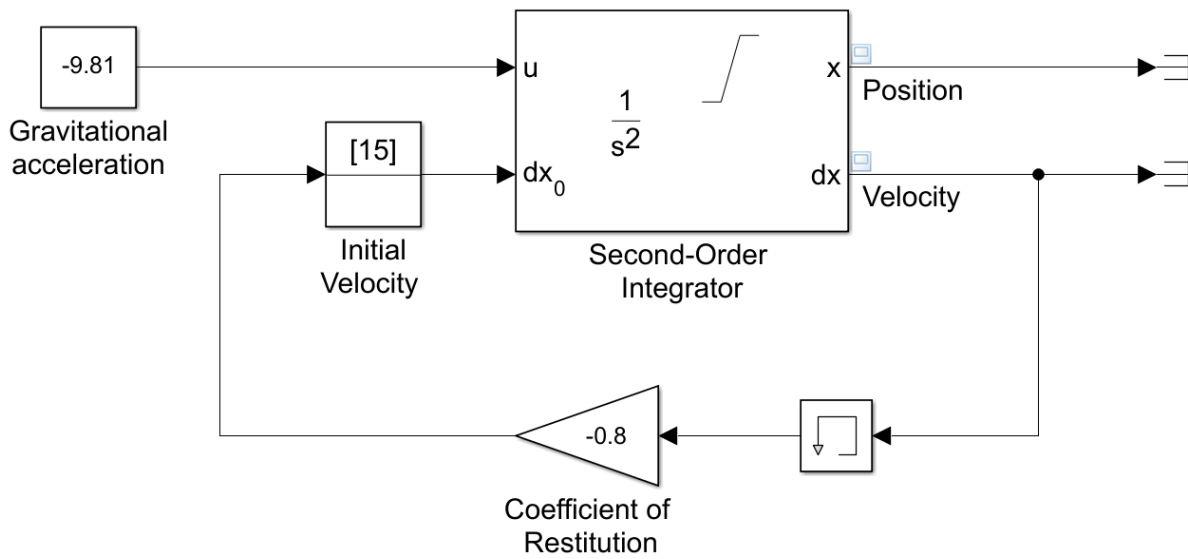 -9.81
Gravitational
acceleration
[15]
Initial
Velocity
u
dx0
1
s2
x
dx
Second-Order
Integrator
Position
Velocity
-0.8
Coefficient of
Restitution